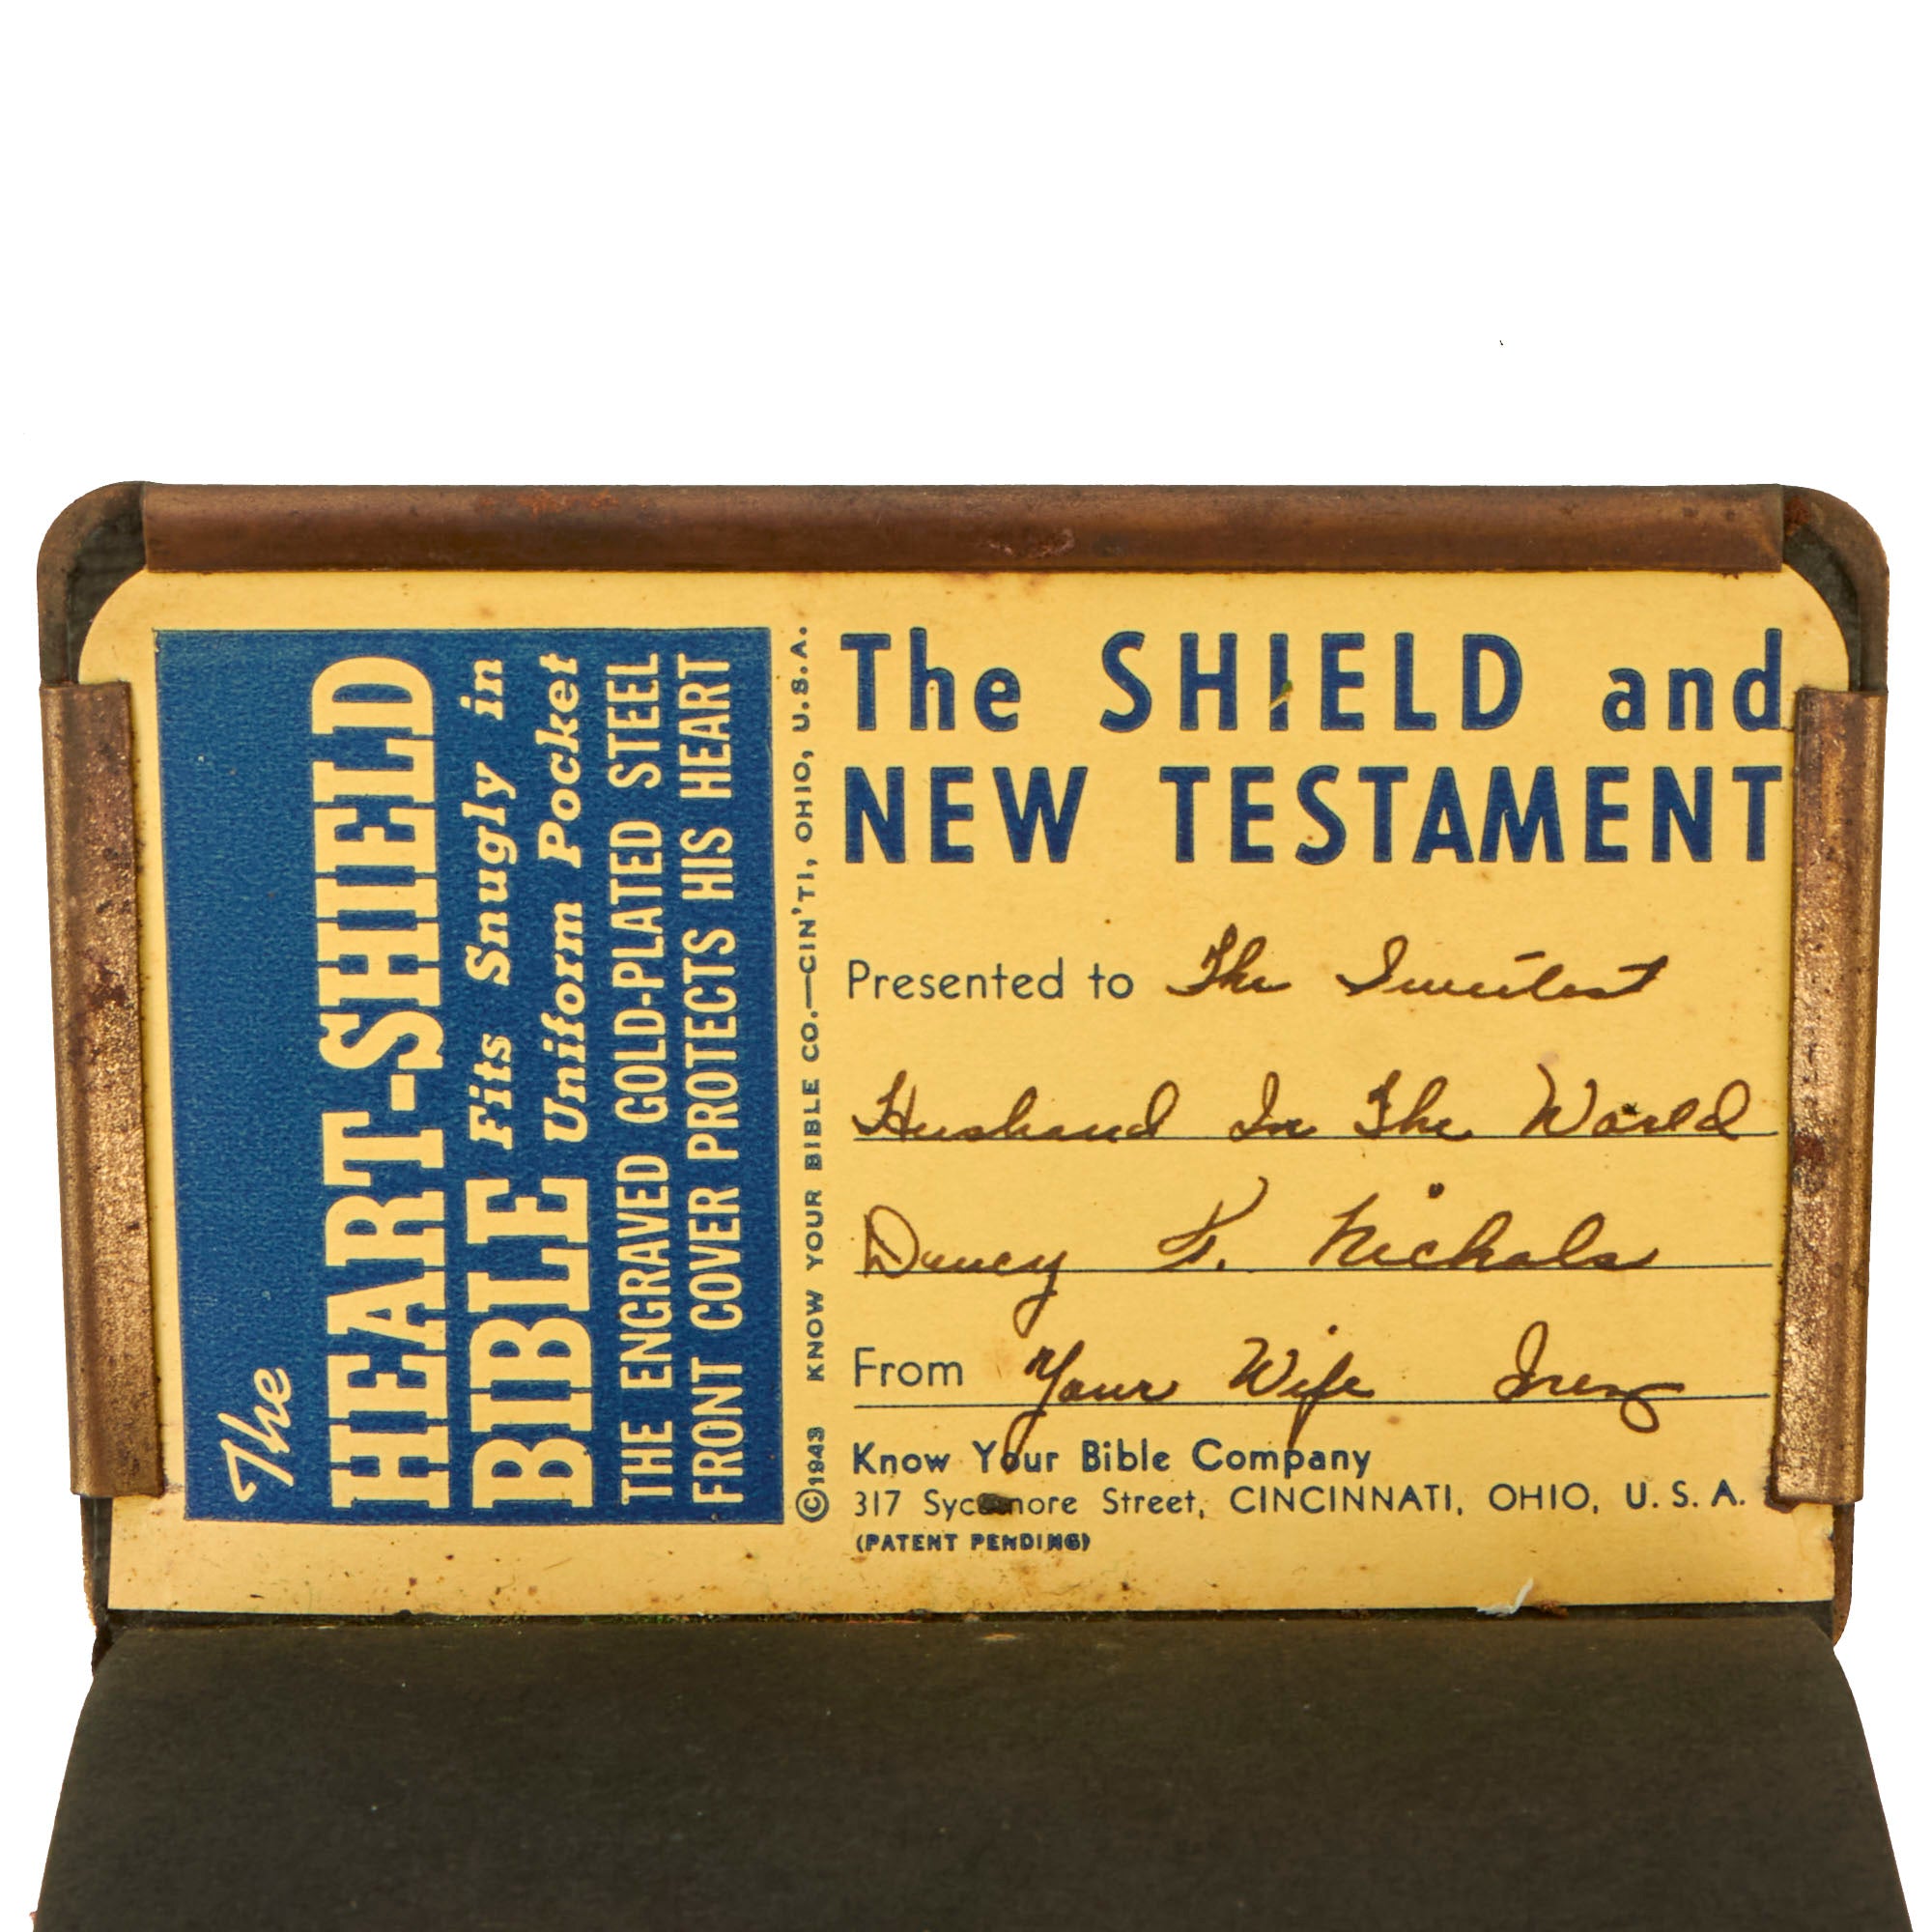 The
HEART-SHIELD
BIBLE Fits Snugly in
Uniform Pocket
THE ENGRAVED GOLD-PLATED STEEL
FRONT COVER PROTECTS HIS HEART
©1943 KNOW YOUR BIBLE CO.—CIN'TI, OHIO, U.S.A.
The SHIELD and
NEW TESTAMENT
Presented to The Sweetest
Husband In The World
F. Nichols
From Your Wife Inez
Know Your Bible Company
317 Sycamore Street, CINCINNATI, OHIO, U.S.A.
(PATENT PENDING)